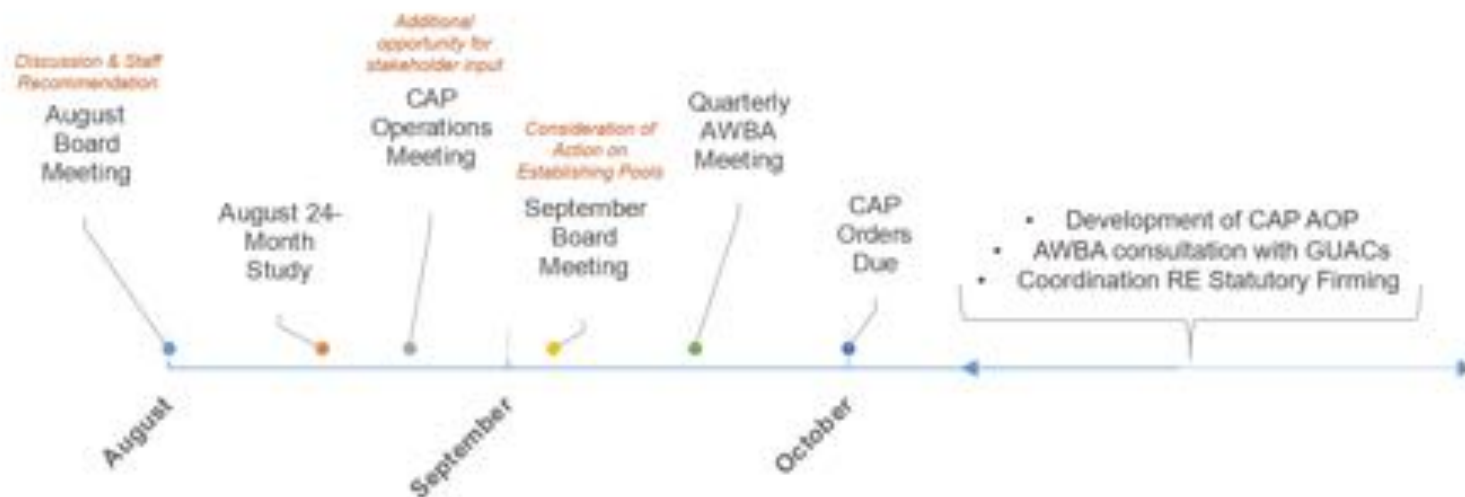 Discussion & Staff
Recommendation
August
Board
Meeting
August 24-
Month
Study
Additional
opportunity for
stakeholder input
CAP
Operations
Meeting
Consideration of
Action on
Establishing Pools
September
Board
Meeting
Quarterly
AWBA
Meeting
CAP
Orders
Due
• Development of CAP AOP
• AWBA consultation with GUACs
• Coordination RE Statutory Firming
August
September
October